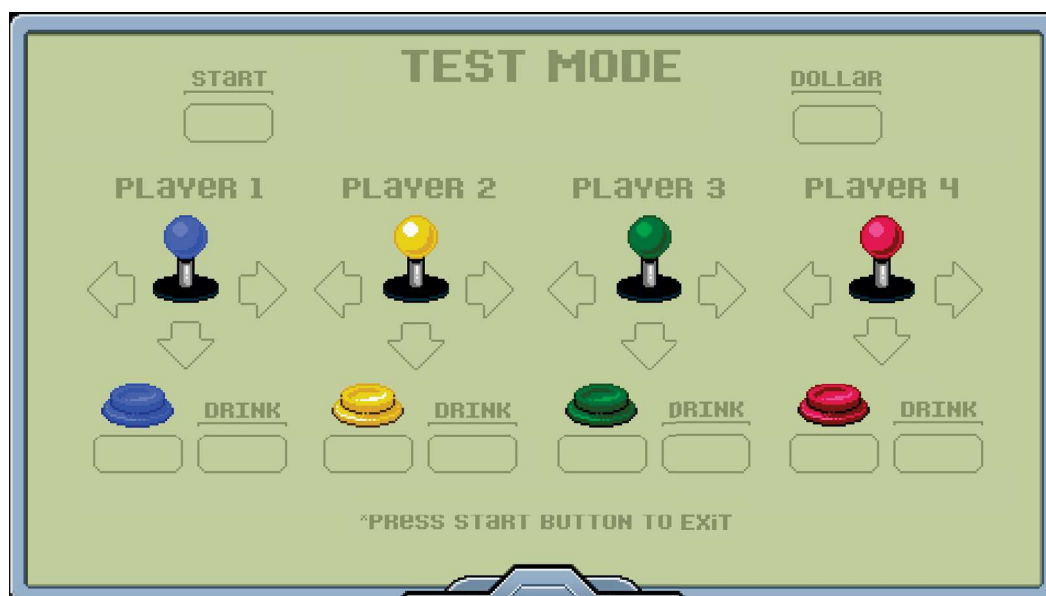 TEST MODE
START
DOLLAR
PLAYER 1 PLAYER 2 PLAYER 3 PLAYER 4
DRINK DRINK DRINK DRINK
*PRESS START BUTTON TO EXIT